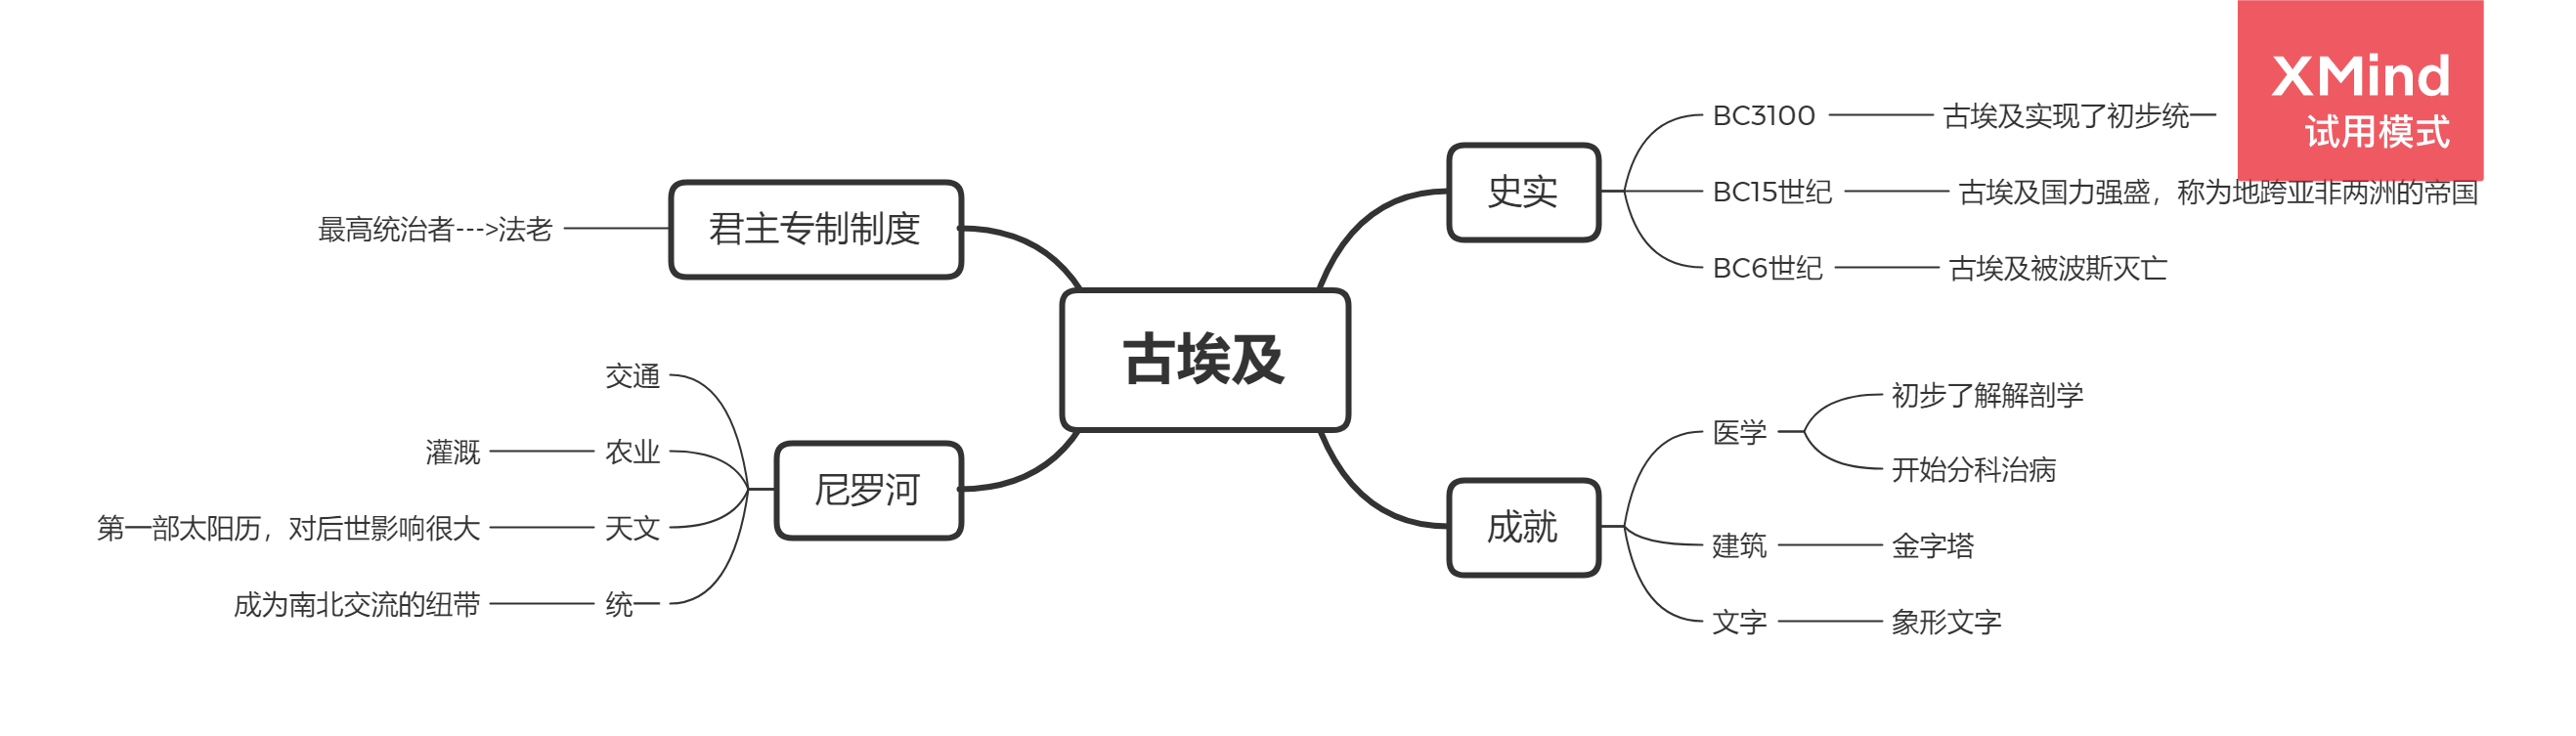 古埃及
史实
BC3100
古埃及实现了初步统一
BC15世纪
古埃及国力强盛，称为地跨亚非两洲的帝国
BC6世纪
古埃及被波斯灭亡
成就
医学
初步了解解剖学
开始分科治病
建筑
金字塔
文字
象形文字
君主专制制度
最高统治者--->法老
尼罗河
交通
农业
灌溉
天文
第一部太阳历，对后世影响很大
统一
成为南北交流的纽带
XMind
试用模式